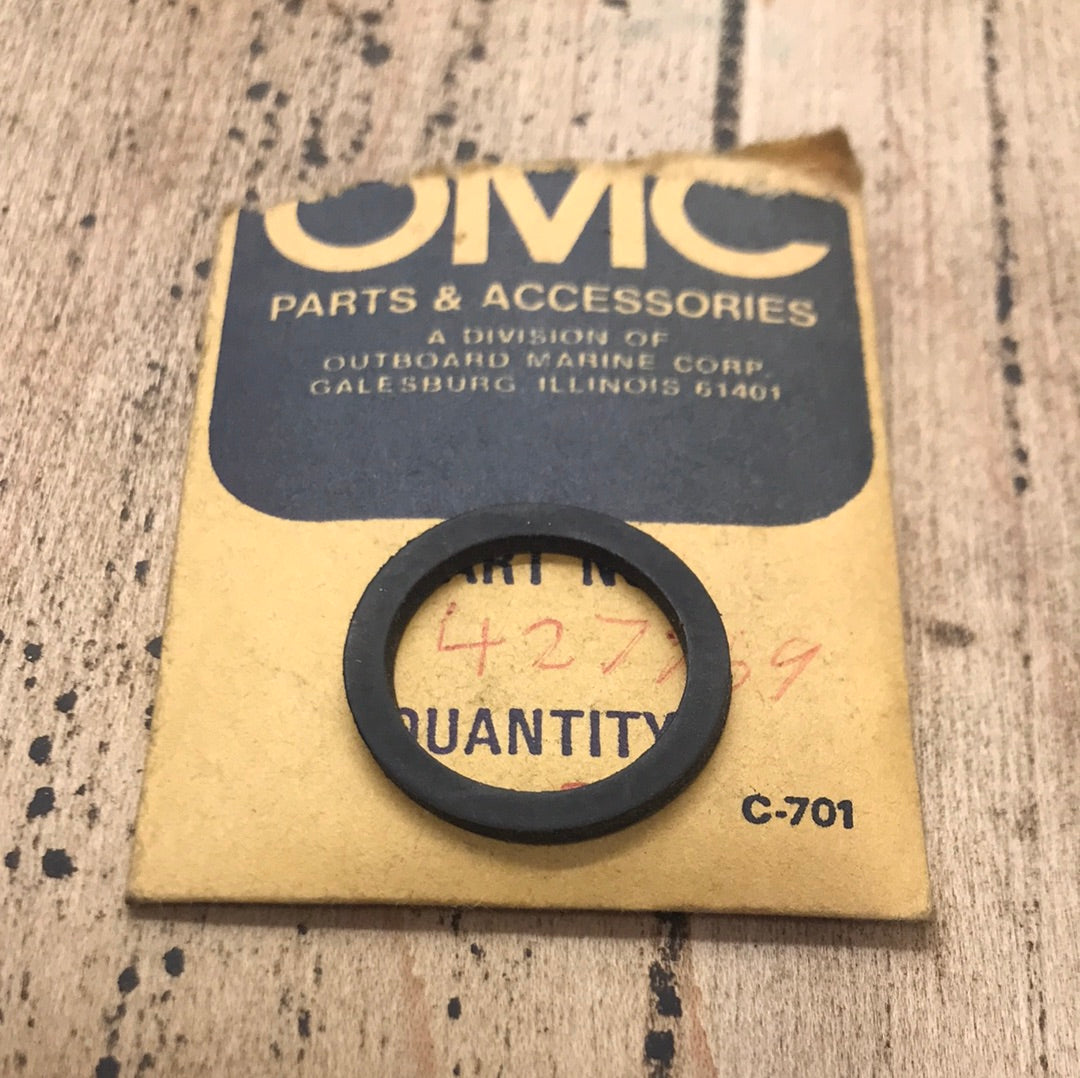 OMC
PARTS & ACCESSORIES
A DIVISION OF
OUTBOARD MARINE CORP.
GALESBURG, ILLINOIS 61401
QUANTITY
C-701